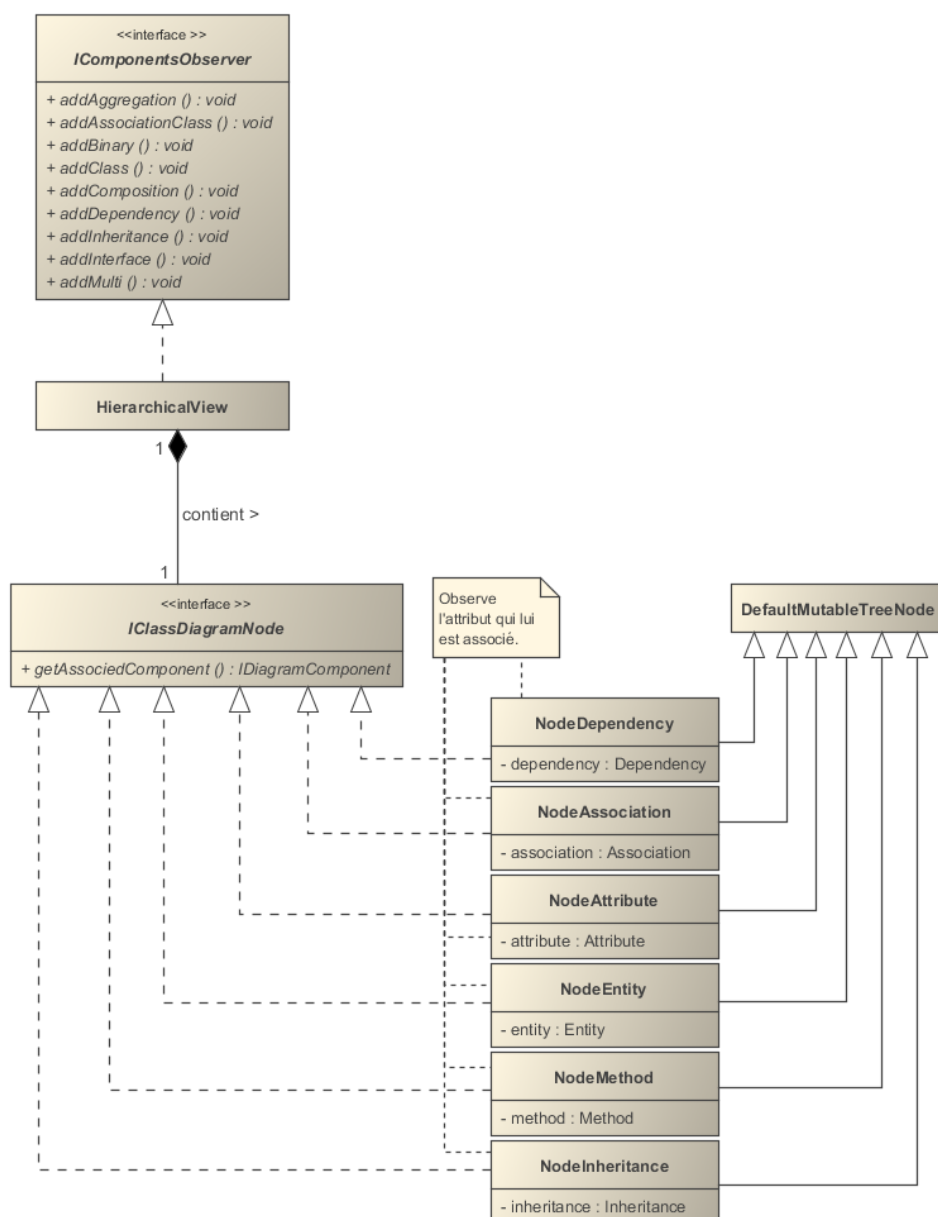 <<interface >>
IComponentsObserver
+ addAggregation () : void
+ addAssociationClass () : void
+ addBinary () : void
+ addClass () : void
+ addComposition () : void
+ addDependency () : void
+ addInheritance () : void
+ addInterface () : void
+ addMulti () : void
HierarchicalView
1
contient >
1
<<interface >>
IClassDiagramNode
+ getAssociedComponent () : IDiagramComponent
Observe
l'attribut qui lui
est associé.
DefaultMutableTreeNode
NodeDependency
- dependency : Dependency
NodeAssociation
- association : Association
NodeAttribute
- attribute : Attribute
NodeEntity
- entity : Entity
NodeMethod
- method : Method
NodeInheritance
- inheritance : Inheritance